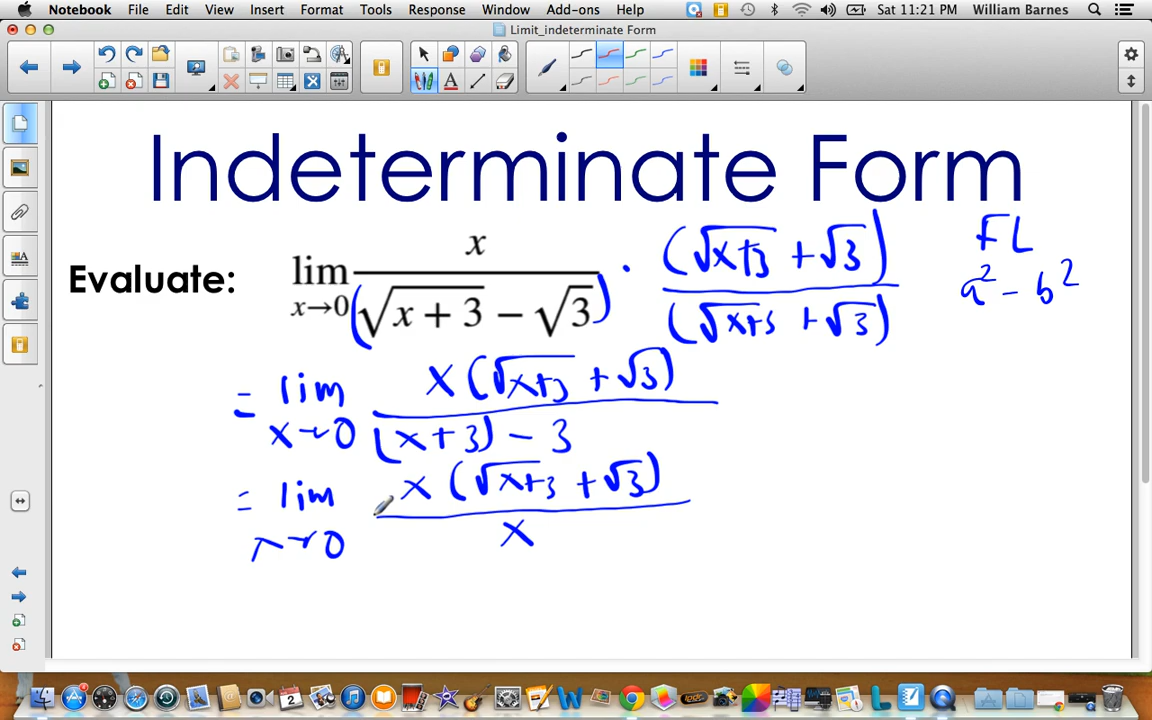 Notebook File Edit View Insert Format Tools Response Window Add-ons Help Sat 11:21 PM William Barnes
Limit_indeterminate Form
Indeterminate Form
Evaluate: lim x→0 x / (√x + 3 − √3) · (√x+3 + √3) / (√x+3 + √3)
FL
a² − b²
= lim x→0 x (√x+3 + √3) / (x+3) − 3
= lim x→0 x (√x+3 + √3) / x